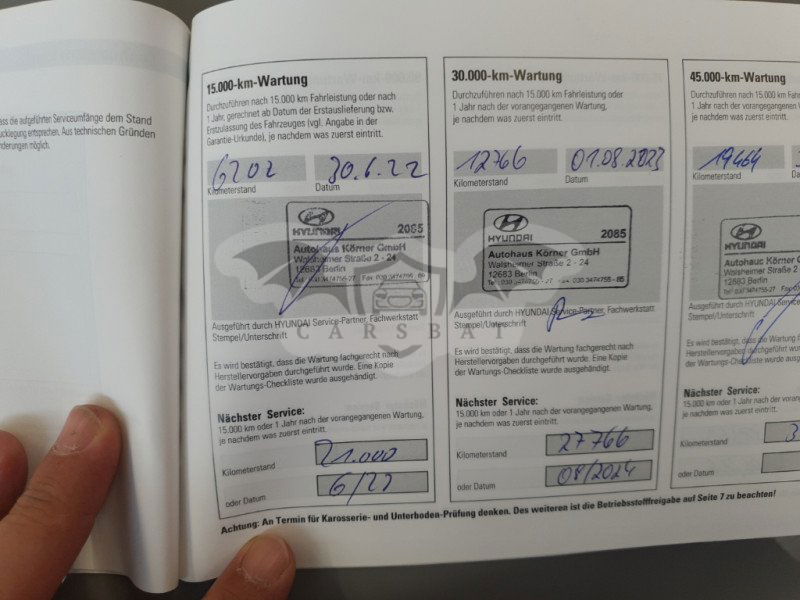 ass die aufgeführten Serviceumfänge dem Stand
ucklegung entsprechen. Aus technischen Gründen
nderungen möglich.
15.000-km-Wartung
Durchzuführen nach 15.000 km Fahrleistung oder nach
1 Jahr, gerechnet ab Datum der Erstauslieferung bzw.
Erstzulassung des Fahrzeuges (vgl. Angabe in der
Garantie-Urkunde), je nachdem was zuerst eintritt.
6202 30.6.22
Kilometerstand Datum
HYUNDAI 2085
Autohaus Körner GmbH
Walsheimer Straße 2 - 24
12683 Berlin
Ausgeführt durch HYUNDAI Service-Partner, Fachwerkstatt
Stempel/Unterschrift
Es wird bestätigt, dass die Wartung fachgerecht nach
Herstellervorgaben durchgeführt wurde. Eine Kopie
der Wartungs-Checkliste wurde ausgehändigt.
Nächster Service:
15.000 km oder 1 Jahr nach der vorangegangenen Wartung,
je nachdem was zuerst eintritt.
Kilometerstand 21.000
oder Datum 6/23
30.000-km-Wartung
Durchzuführen nach 15.000 km Fahrleistung oder
1 Jahr nach der vorangegangenen Wartung,
je nachdem was zuerst eintritt.
12766 01.08.2023
Kilometerstand Datum
HYUNDAI 2085
Autohaus Körner GmbH
Walsheimer Straße 2 - 24
12683 Berlin
Ausgeführt durch HYUNDAI Service-Partner, Fachwerkstatt
Stempel/Unterschrift
Es wird bestätigt, dass die Wartung fachgerecht nach
Herstellervorgaben durchgeführt wurde. Eine Kopie
der Wartungs-Checkliste wurde ausgehändigt.
Nächster Service:
15.000 km oder 1 Jahr nach der vorangegangenen Wartung,
je nachdem was zuerst eintritt.
Kilometerstand 27766
oder Datum 08/2024
45.000-km-Wartung
Durchzuführen nach 15.000 km
1 Jahr nach der vorangegangenen
je nachdem was zuerst eintritt.
19464
Kilometerstand
HYUNDAI
Autohaus Körner G
Walsheimer Straße 2
12683 Berlin
Ausgeführt durch HYUNDAI Service
Stempel/Unterschrift
Es wird bestätigt, dass die Wartung
Herstellervorgaben durchgeführt
der Wartungs-Checkliste wurde
Nächster Service:
15.000 km oder 1 Jahr nach der vor
je nachdem was zuerst eintritt.
Kilometerstand 3
oder Datum
Achtung: An Termin für Karosserie- und Unterboden-Prüfung denken. Des weiteren ist die Betriebsstofffreigabe auf Seite 7 zu beachten!
CARSBAT